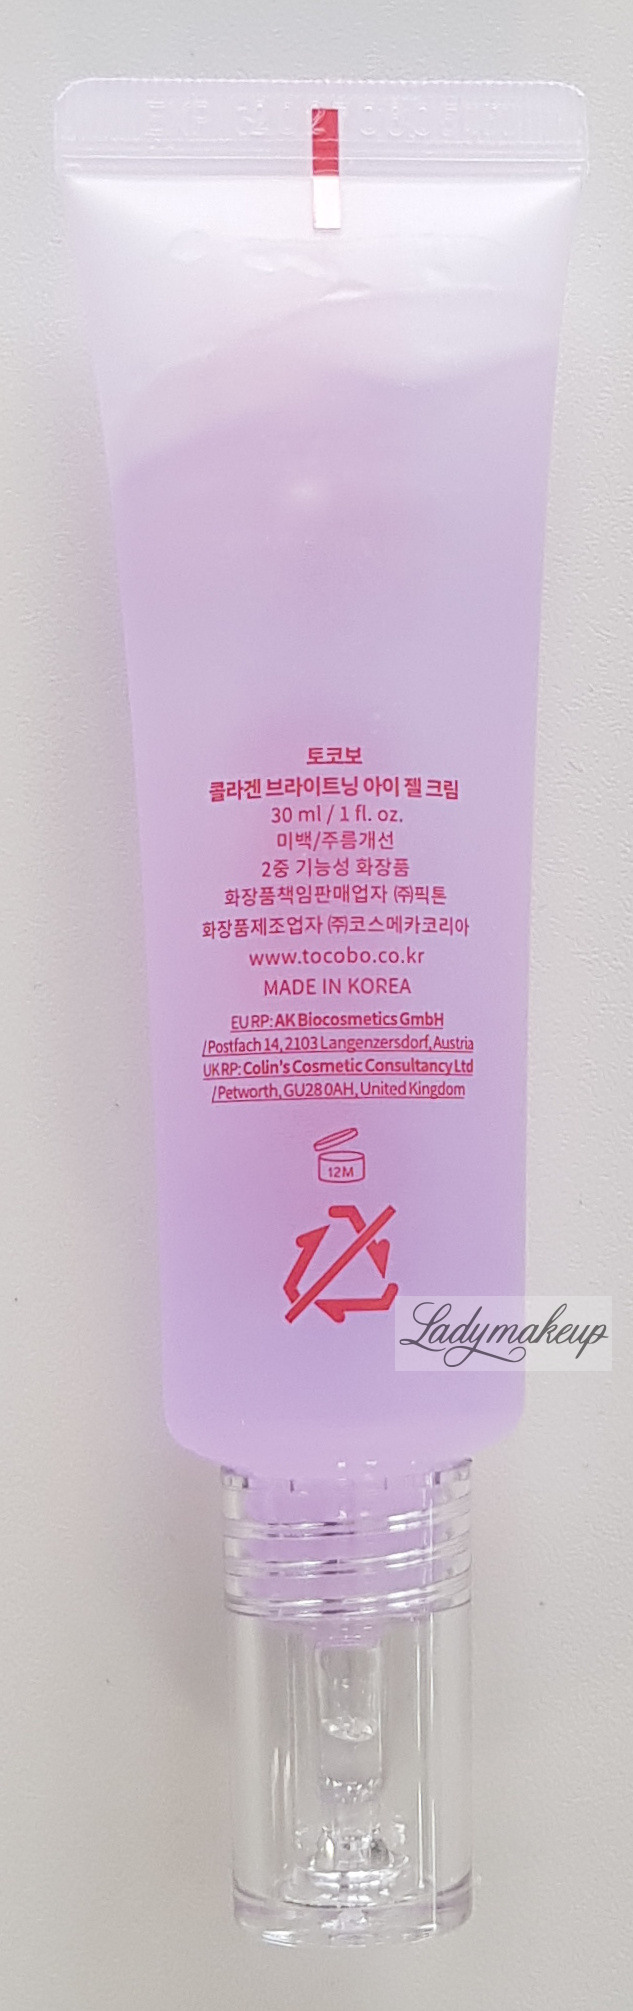 토코보
콜라겐 브라이트닝 아이 젤 크림
30 ml / 1 fl. oz.
미백/주름개선
2중 기능성 화장품
화장품책임판매업자 ㈜픽톤
화장품제조업자 ㈜코스메카코리아
www.tocobo.co.kr
MADE IN KOREA
EU RP: AK Biocosmetics GmbH
/Postfach 14, 2103 Langenzersdorf, Austria
UK RP: Colin's Cosmetic Consultancy Ltd
/Petworth, GU28 0AH, United Kingdom
12M
Ladymakeup